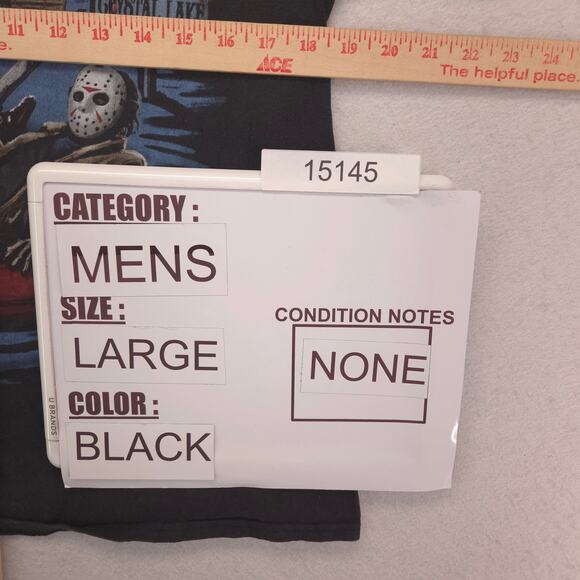 CRYSTAL LAKE
11 12 13 14 15 16 17 18 19 20 21 22 23 24
e. ACE The helpful place.
15145
CATEGORY :
MENS
SIZE :
LARGE
CONDITION NOTES
NONE
COLOR :
BLACK
U BRANDS